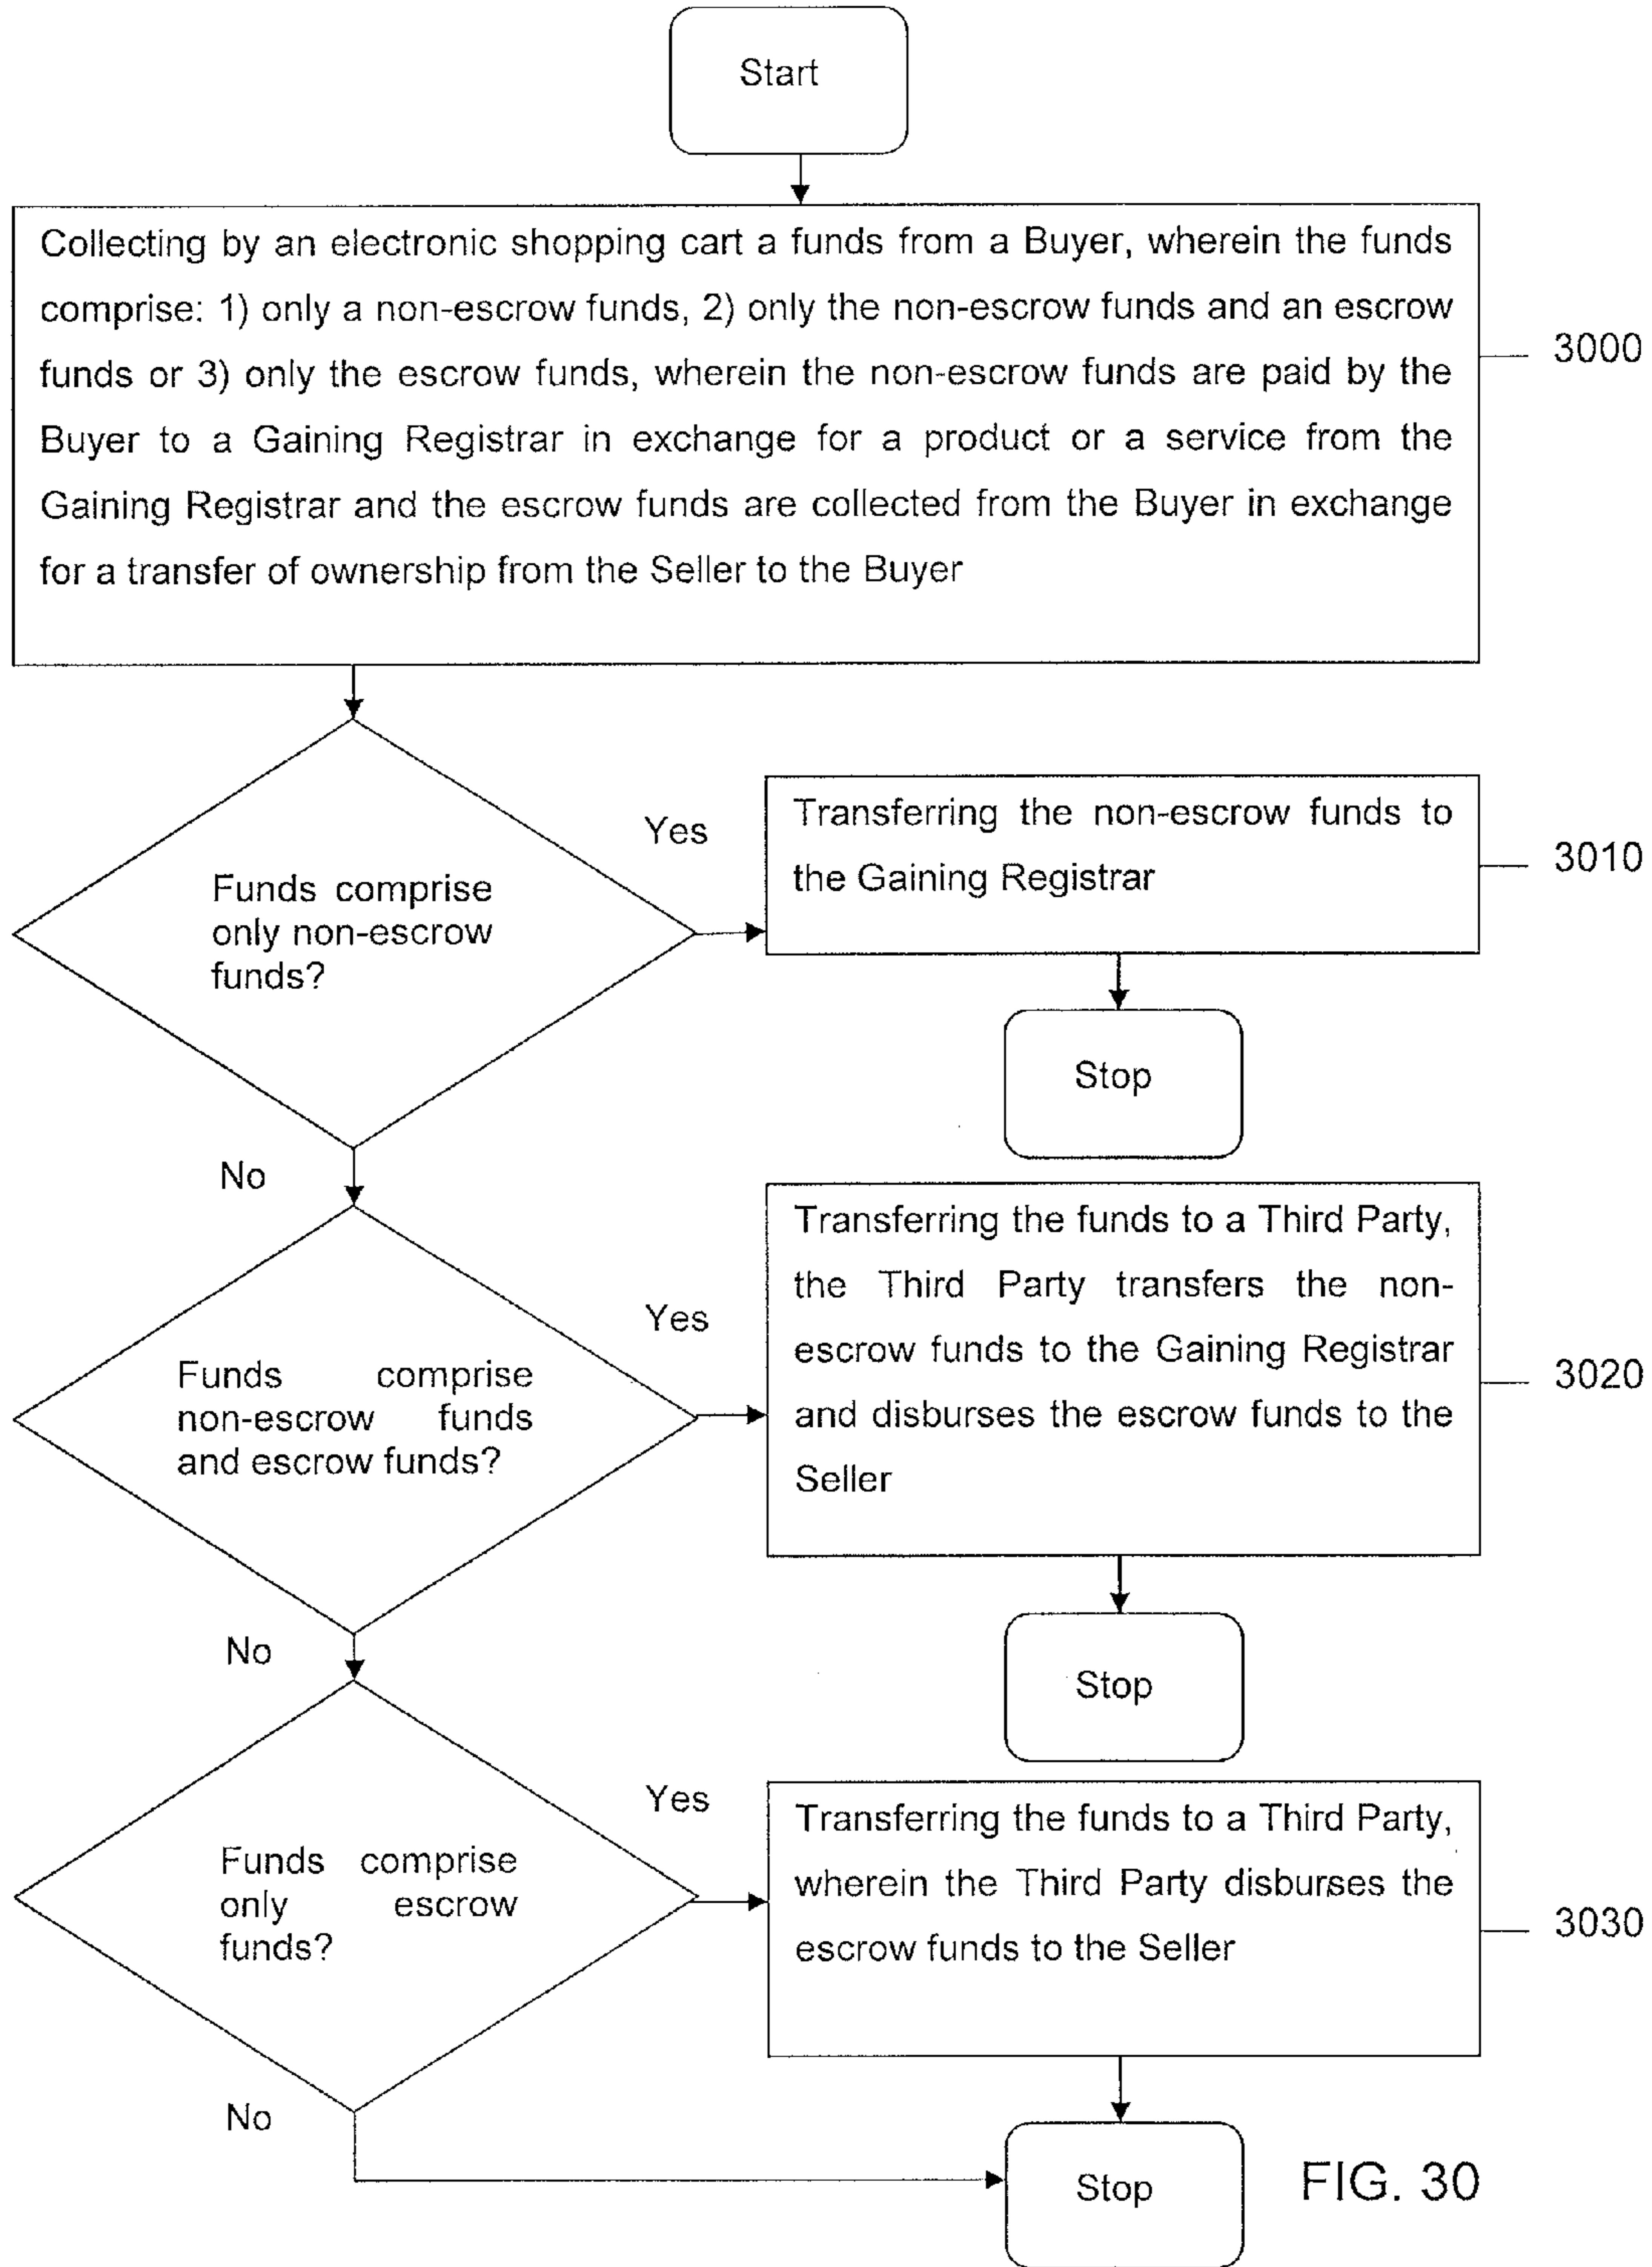 Start
Collecting by an electronic shopping cart a funds from a Buyer, wherein the funds
comprise: 1) only a non-escrow funds, 2) only the non-escrow funds and an escrow
funds or 3) only the escrow funds, wherein the non-escrow funds are paid by the
Buyer to a Gaining Registrar in exchange for a product or a service from the
Gaining Registrar and the escrow funds are collected from the Buyer in exchange
for a transfer of ownership from the Seller to the Buyer
3000
Funds comprise
only non-escrow
funds?
Yes
Transferring the non-escrow funds to
the Gaining Registrar
3010
Stop
No
Funds comprise
non-escrow funds
and escrow funds?
Yes
Transferring the funds to a Third Party,
the Third Party transfers the non-
escrow funds to the Gaining Registrar
and disburses the escrow funds to the
Seller
3020
Stop
No
Funds comprise
only escrow
funds?
Yes
Transferring the funds to a Third Party,
wherein the Third Party disburses the
escrow funds to the Seller
3030
No
Stop
FIG. 30